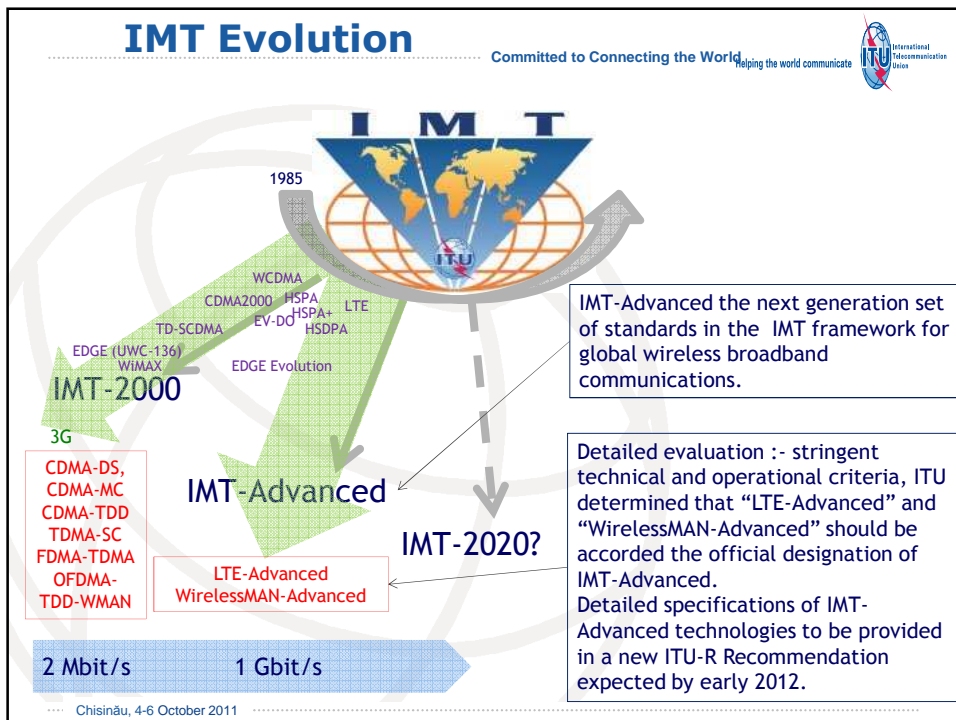 IMT Evolution
Committed to Connecting the World
Helping the world communicate
ITU
International
Telecommunication
Union
I M T
1985
ITU
WCDMA
CDMA2000
HSPA
HSPA+
LTE
TD-SCDMA
EV-DO
HSDPA
EDGE (UWC-136)
WiMAX
EDGE Evolution
IMT-2000
3G
CDMA-DS,
CDMA-MC
CDMA-TDD
TDMA-SC
FDMA-TDMA
OFDMA-
TDD-WMAN
IMT-Advanced
LTE-Advanced
WirelessMAN-Advanced
IMT-2020?
IMT-Advanced the next generation set
of standards in the IMT framework for
global wireless broadband
communications.
Detailed evaluation :- stringent
technical and operational criteria, ITU
determined that “LTE-Advanced” and
“WirelessMAN-Advanced” should be
accorded the official designation of
IMT-Advanced.
Detailed specifications of IMT-
Advanced technologies to be provided
in a new ITU-R Recommendation
expected by early 2012.
2 Mbit/s 1 Gbit/s
Chisinău, 4-6 October 2011